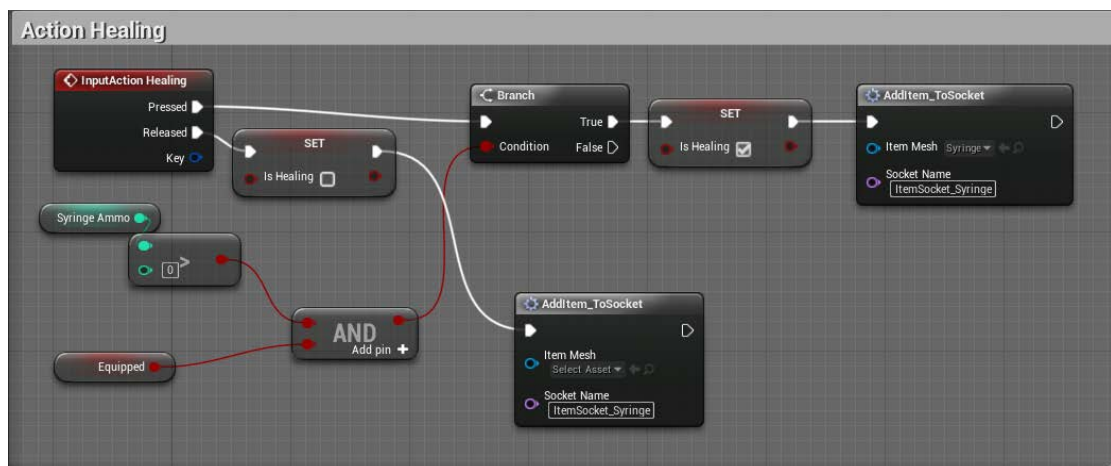 Action Healing
InputAction Healing
Pressed
Released
Key
SET
Is Healing
Branch
Condition
True
False
SET
Is Healing
AddItem_ToSocket
Item Mesh
Syringe
Socket Name
ItemSocket_Syringe
Syringe Ammo
0
>
Equipped
AND
Add pin +
AddItem_ToSocket
Item Mesh
Select Asset
Socket Name
ItemSocket_Syringe